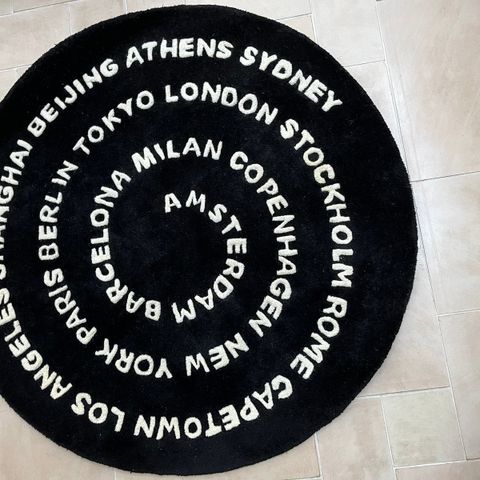 AMSTERDAM BARCELONA MILAN COPENHAGEN NEW YORK PARIS BERLIN TOKYO LONDON STOCKHOLM ROME CAPETOWN LOS ANGELES SHANGHAI BEIJING ATHENS SYDNEY